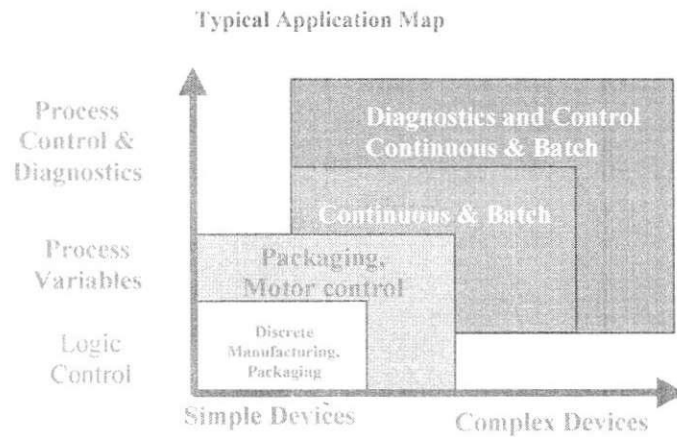 Typical Application Map
Process
Control &
Diagnostics
Diagnostics and Control
Continuous & Batch
Continuous & Batch
Process
Variables
Packaging,
Motor control
Logic
Control
Discrete
Manufacturing,
Packaging
Simple Devices
Complex Devices